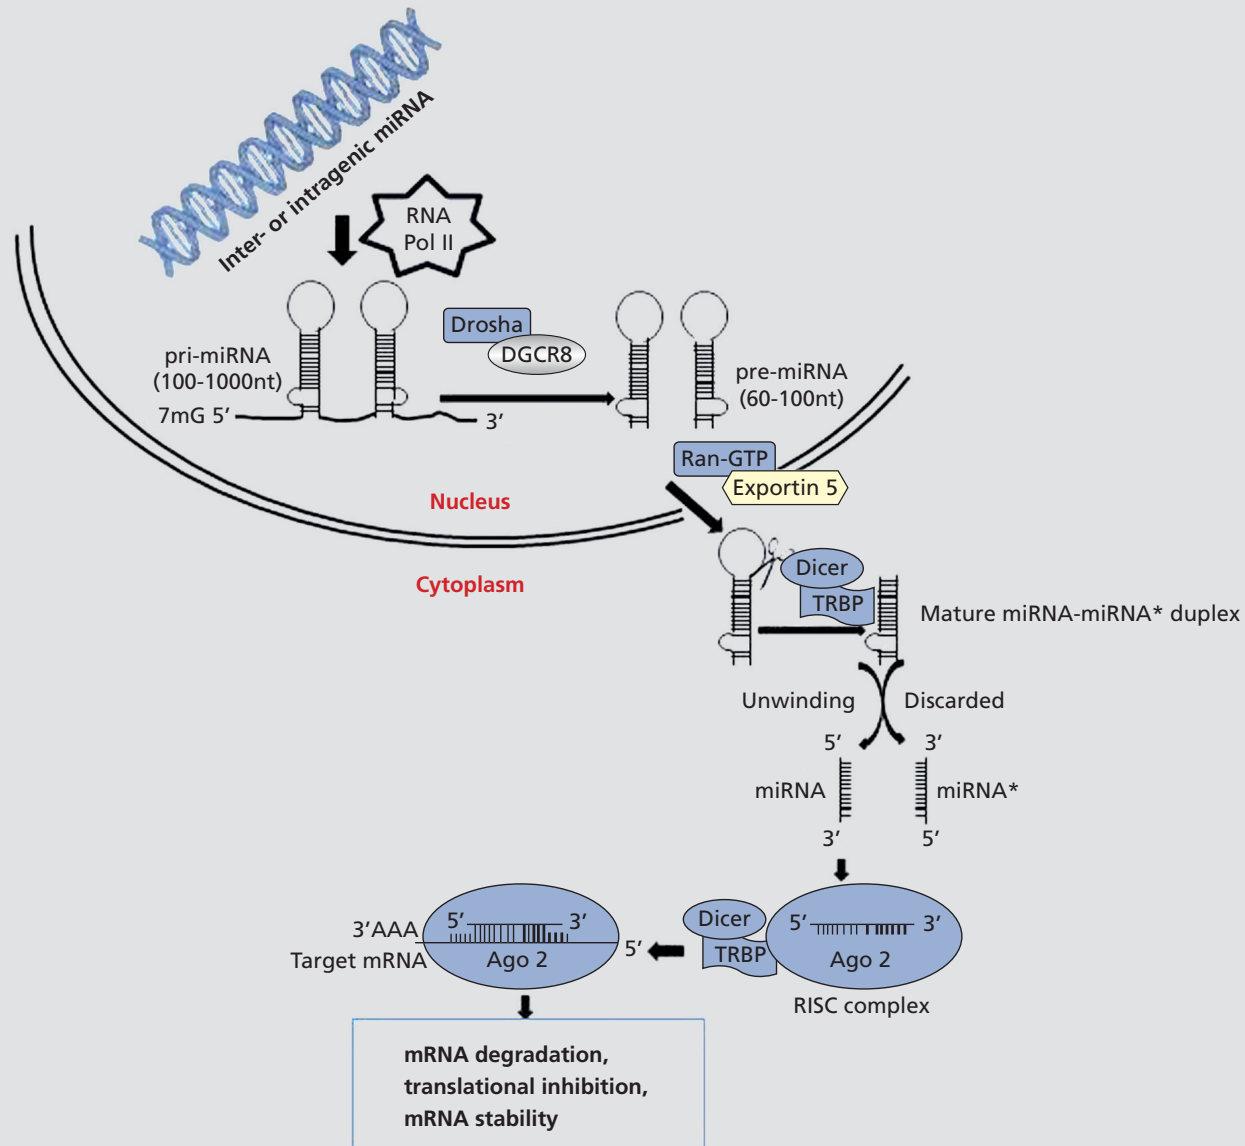 Inter- or intragenic miRNA
RNA
Pol II
Drosha
DGCR8
pri-miRNA
(100-1000nt)
7mG 5’
3’
pre-miRNA
(60-100nt)
Ran-GTP
Exportin 5
Nucleus
Cytoplasm
Dicer
TRBP
Mature miRNA-miRNA* duplex
Unwinding
Discarded
5’
3’
miRNA
miRNA*
3’
5’
5’
3’
Ago 2
RISC complex
Dicer
TRBP
3’AAA
Target mRNA
5’
3’
Ago 2
5’
mRNA degradation,
translational inhibition,
mRNA stability